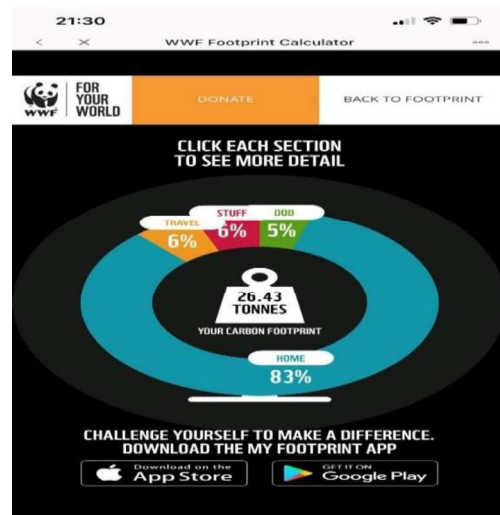 21:30
WWF Footprint Calculator
WWF
FOR
YOUR
WORLD
DONATE
BACK TO FOOTPRINT
CLICK EACH SECTION
TO SEE MORE DETAIL
TRAVEL
6%
STUFF
6%
OOD
5%
26.43
TONNES
YOUR CARBON FOOTPRINT
HOME
83%
CHALLENGE YOURSELF TO MAKE A DIFFERENCE.
DOWNLOAD THE MY FOOTPRINT APP
Download on the
App Store
GET IT ON
Google Play